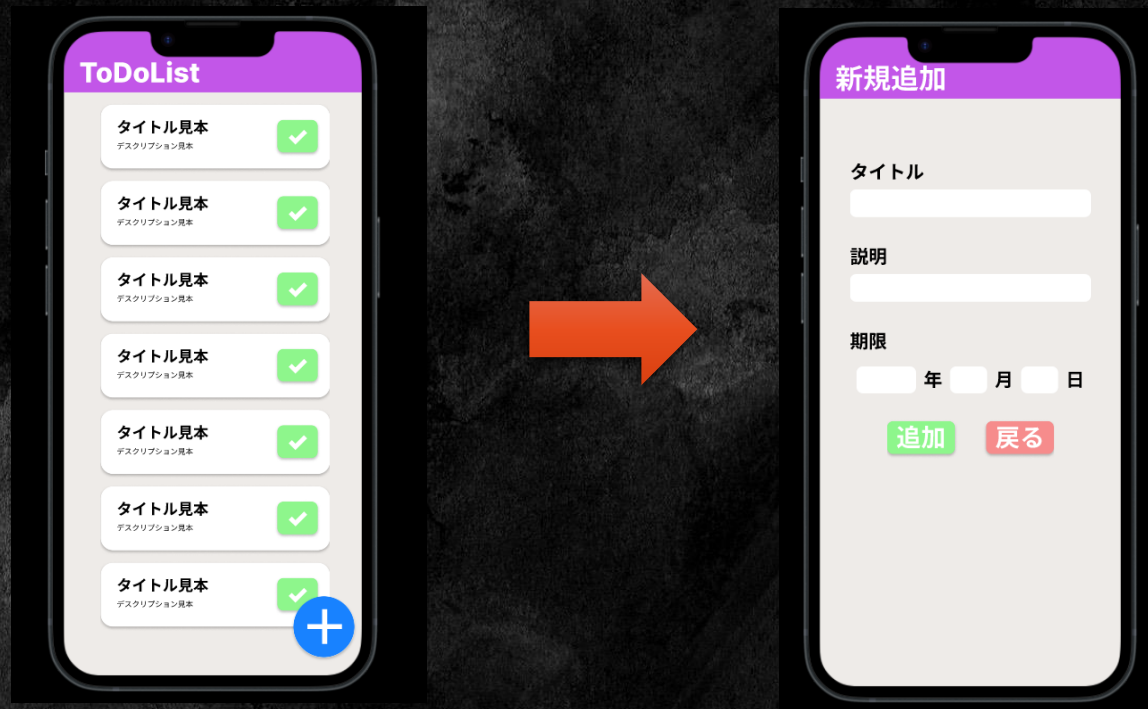 ToDoList
タイトル見本
デスクリプション見本
タイトル見本
デスクリプション見本
タイトル見本
デスクリプション見本
タイトル見本
デスクリプション見本
タイトル見本
デスクリプション見本
タイトル見本
デスクリプション見本
タイトル見本
デスクリプション見本
新規追加
タイトル
説明
期限
年 月 日
追加 戻る